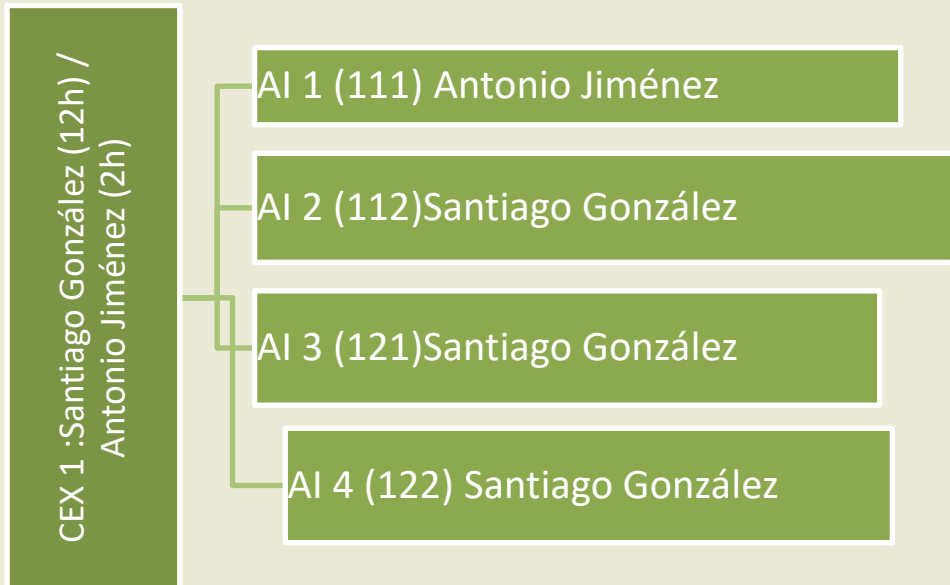 CEX 1 :Santiago González (12h) /
Antonio Jiménez (2h)
AI 1 (111) Antonio Jiménez
AI 2 (112)Santiago González
AI 3 (121)Santiago González
AI 4 (122) Santiago González